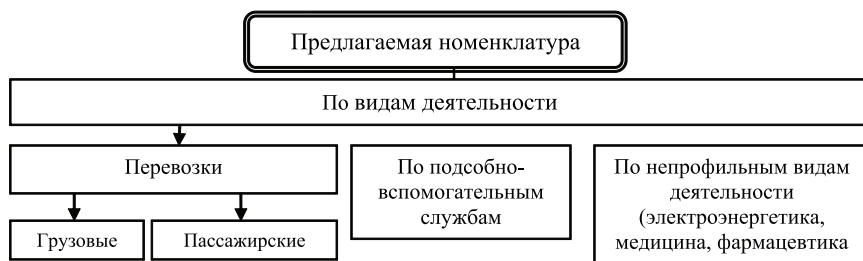 Предлагаемая номенклатура
По видам деятельности
Перевозки
Грузовые
Пассажирские
По подсобно-
вспомогательным
службам
По непрофильным видам
деятельности
(электроэнергетика,
медицина, фармацевтика